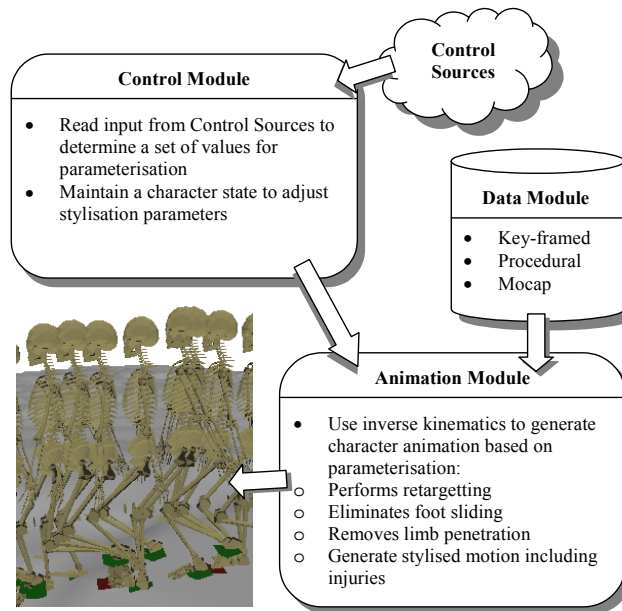 Control
Sources
Control Module
• Read input from Control Sources to
determine a set of values for
parameterisation
• Maintain a character state to adjust
stylisation parameters
Data Module
• Key-framed
• Procedural
• Mocap
Animation Module
• Use inverse kinematics to generate
character animation based on
parameterisation:
o Performs retargetting
o Eliminates foot sliding
o Removes limb penetration
o Generate stylised motion including
injuries